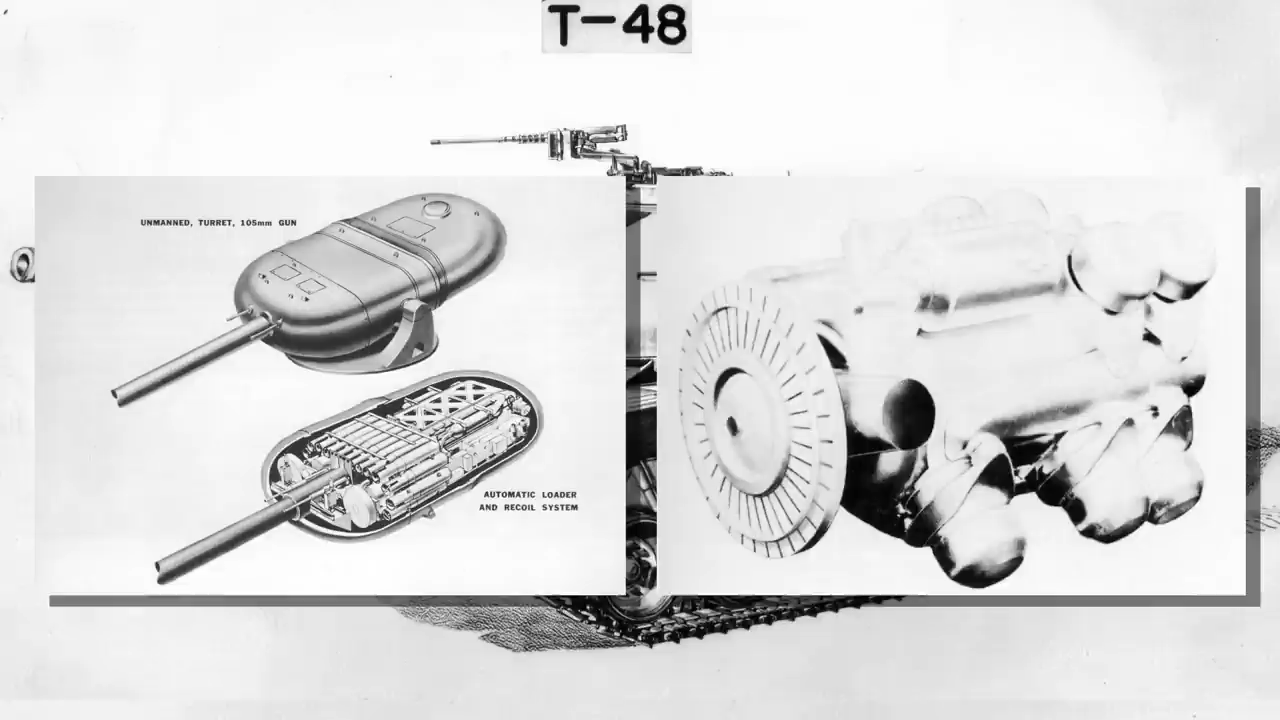 T-48
UNMANNED, TURRET, 105mm GUN
AUTOMATIC LOADER
AND RECOIL SYSTEM